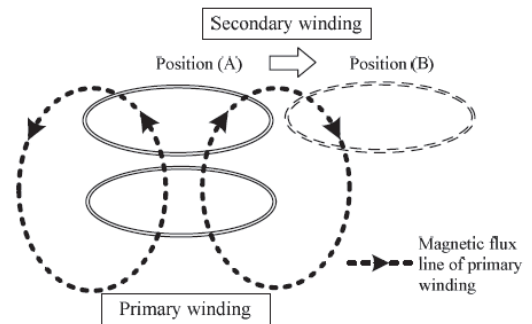 Secondary winding
Position (A)
Position (B)
Magnetic flux
line of primary
winding
Primary winding